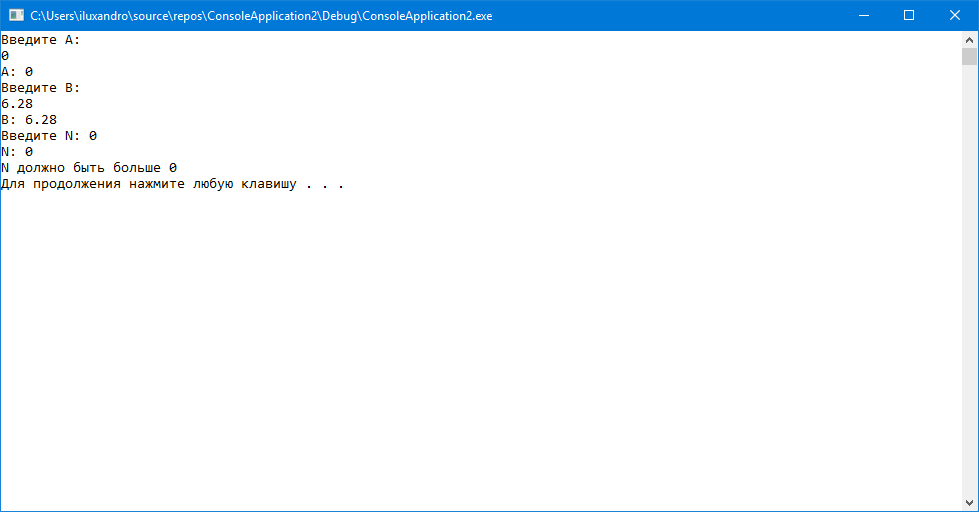 C:\Users\iluxandro\source\repos\ConsoleApplication2\Debug\ConsoleApplication2.exe
Введите A:
0
A: 0
Введите B:
6.28
B: 6.28
Введите N: 0
N: 0
N должно быть больше 0
Для продолжения нажмите любую клавишу . . .